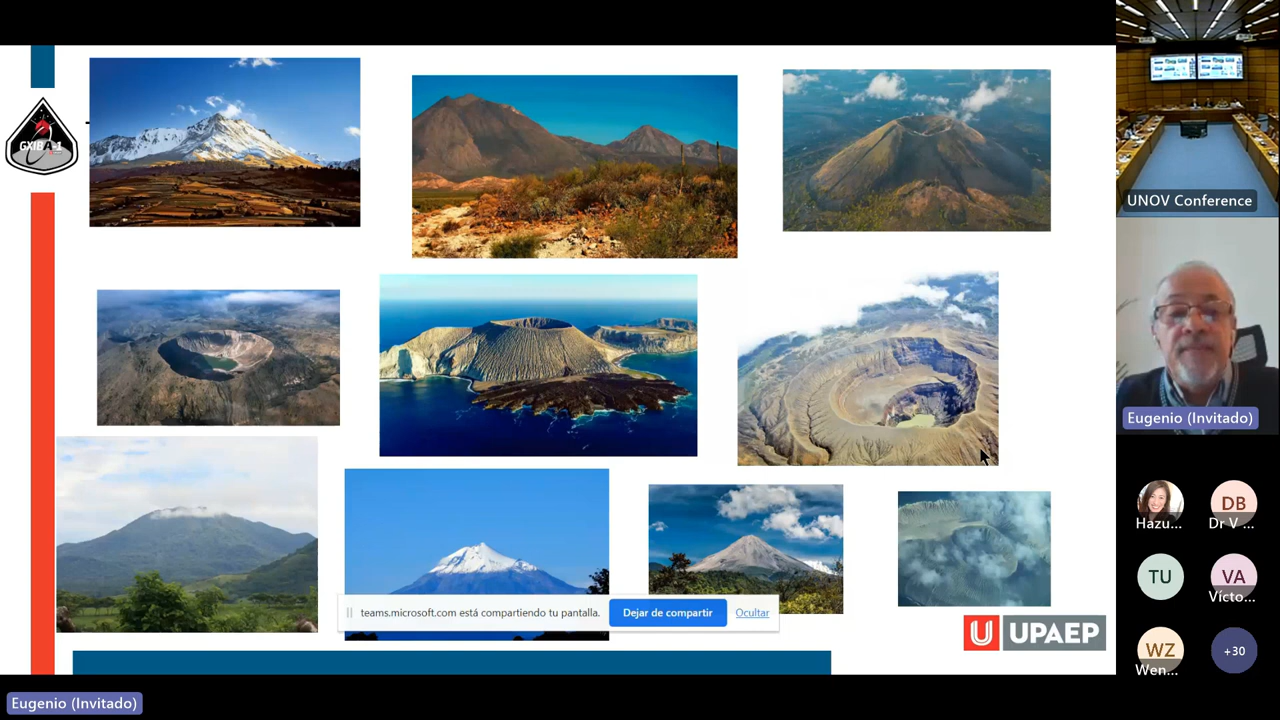 GXIBA-1
teams.microsoft.com está compartiendo tu pantalla.
Dejar de compartir
Ocultar
U UPAEP
Eugenio (Invitado)
UNOV Conference
Eugenio (Invitado)
Hazu...
DB
Dr V ...
TU
VA
Vícto...
WZ
Wen...
+30